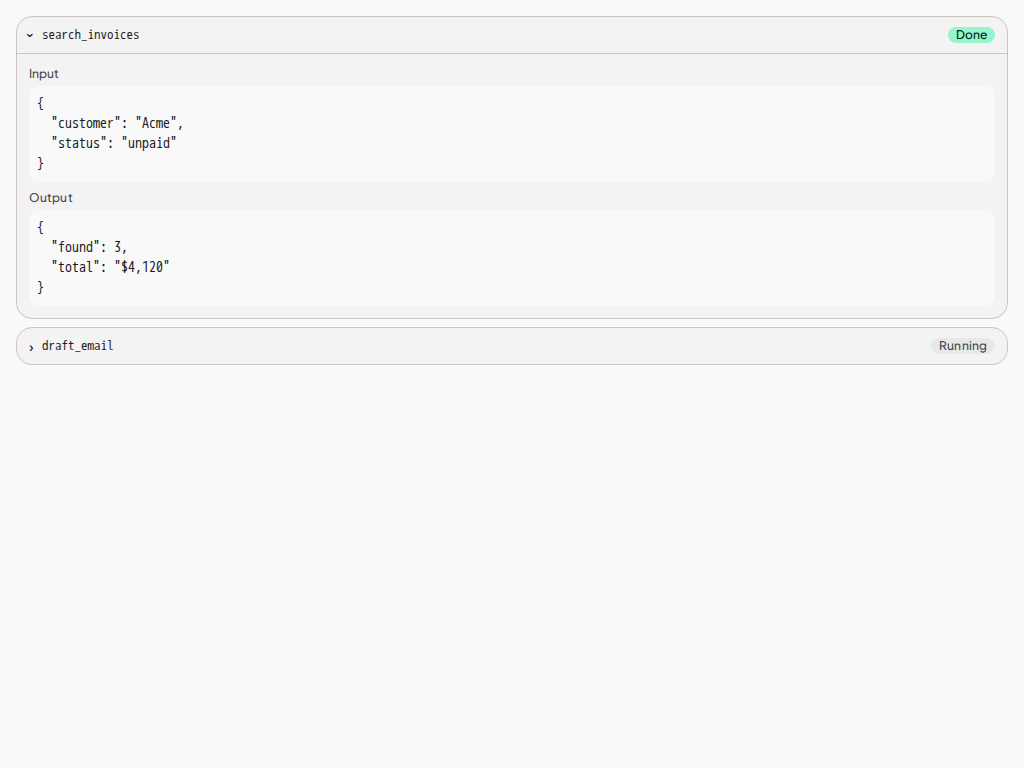 search_invoices Done
Input
{
  "customer": "Acme",
  "status": "unpaid"
}
Output
{
  "found": 3,
  "total": "$4,120"
}
draft_email Running